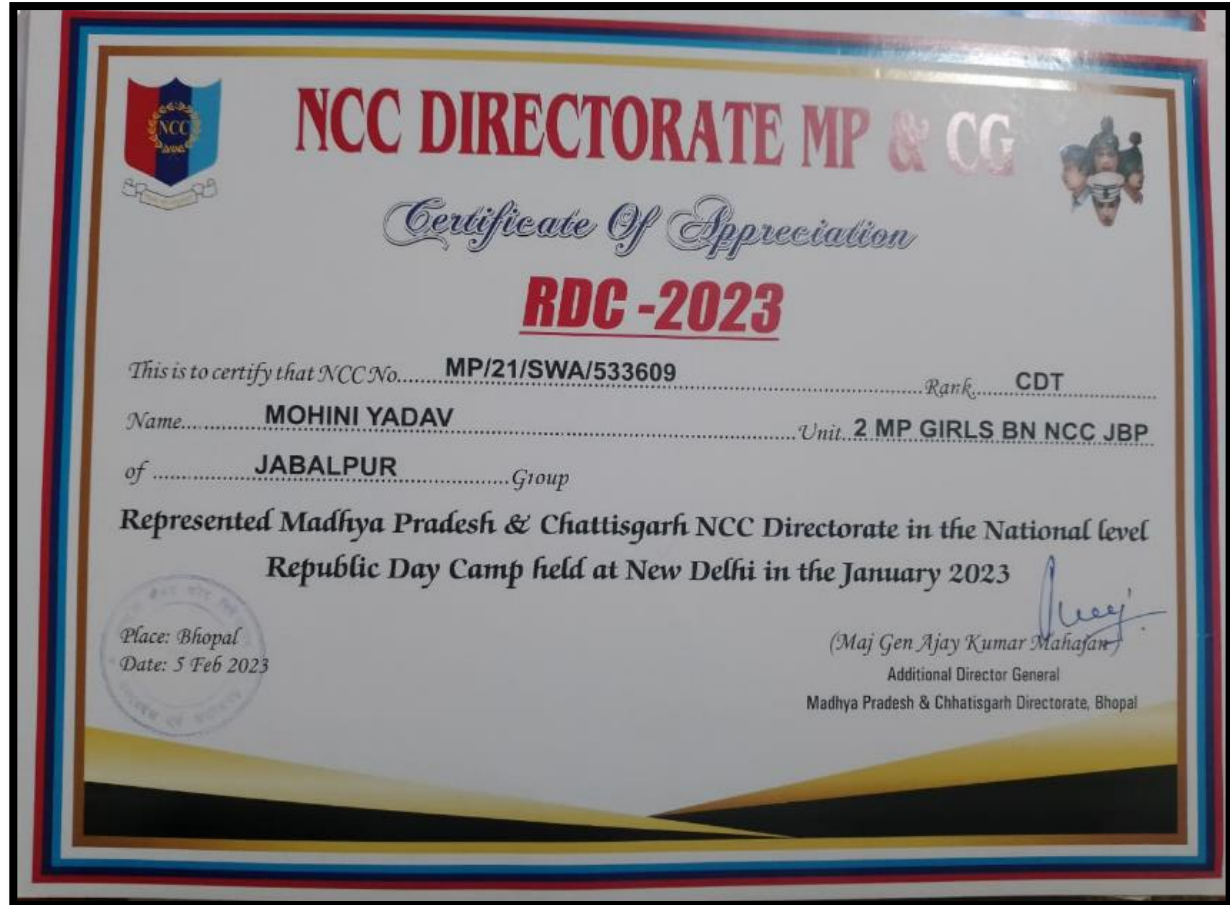 NCC
NCC DIRECTORATE MP & CG
Certificate Of Appreciation
RDC -2023
This is to certify that NCC No...... MP/21/SWA/533609 Rank...... CDT
Name......... MOHINI YADAV Unit.. 2 MP GIRLS BN NCC JBP
of ............... JABALPUR Group
Represented Madhya Pradesh & Chattisgarh NCC Directorate in the National level
Republic Day Camp held at New Delhi in the January 2023
Place: Bhopal
Date: 5 Feb 2023
(Maj Gen Ajay Kumar Mahajan)
Additional Director General
Madhya Pradesh & Chhatisgarh Directorate, Bhopal